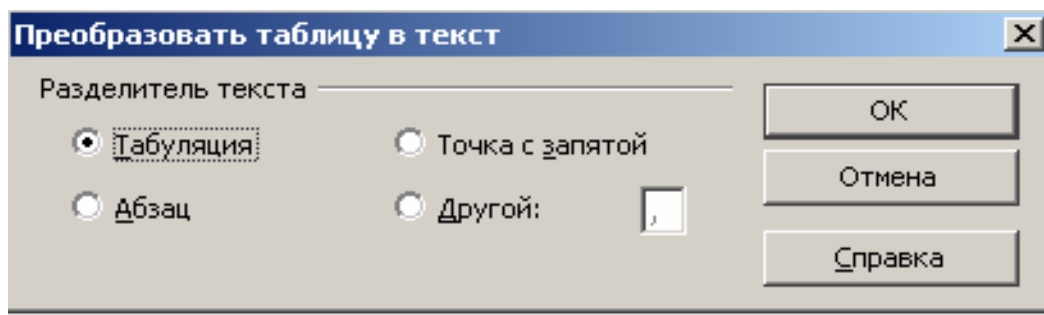 Преобразовать таблицу в текст
Разделитель текста
Табуляция
Точка с запятой
Абзац
Другой: ,
ОК
Отмена
Справка